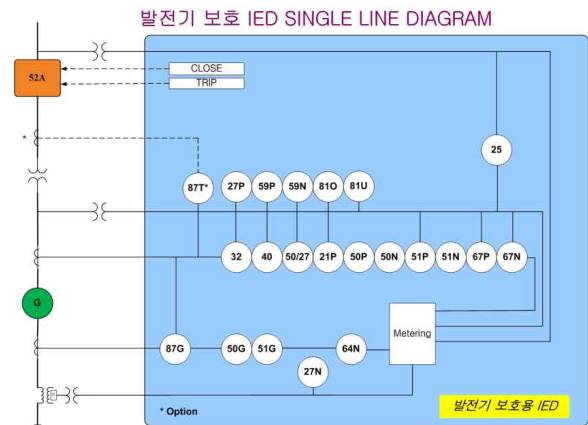 발전기 보호 IED SINGLE LINE DIAGRAM
52A
CLOSE
TRIP
*
25
87T* 27P 59P 59N 81O 81U
32 40 50/27 21P 50P 50N 51P 51N 67P 67N
G
Metering
87G 50G 51G 64N
27N
* Option
발전기 보호용 IED